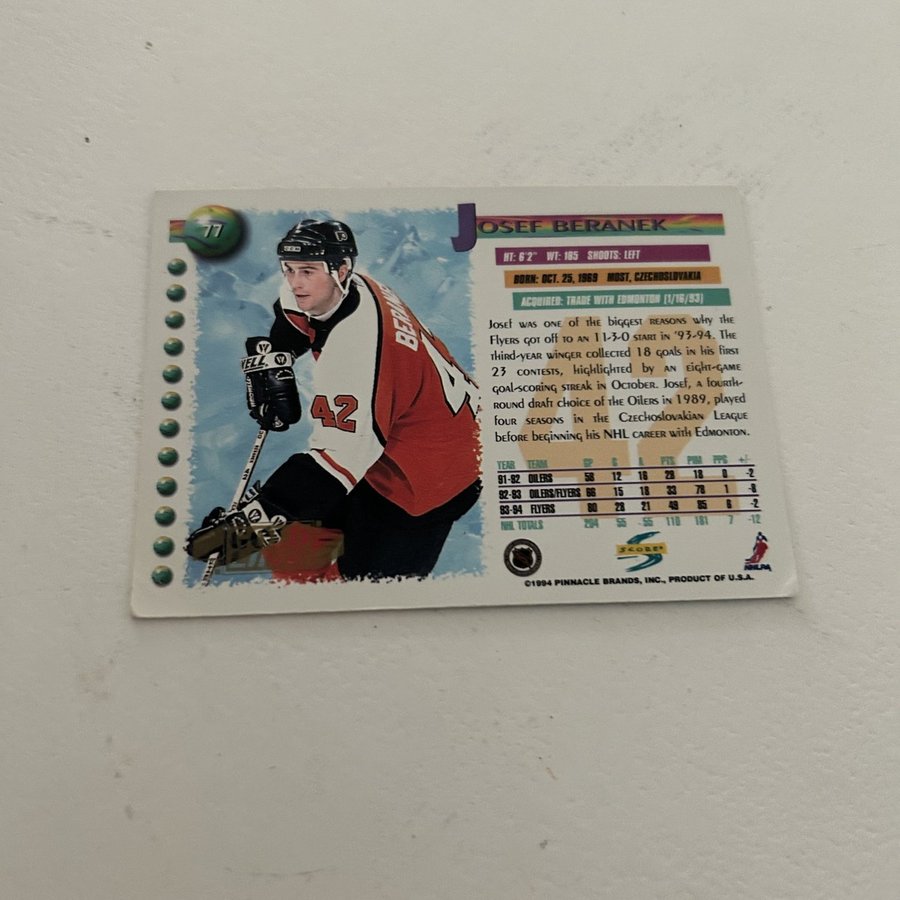 77
JOSEF BERANEK
HT: 6'2" WT: 185 SHOOTS: LEFT
BORN: OCT. 25, 1969 MOST, CZECHOSLOVAKIA
ACQUIRED: TRADE WITH EDMONTON (1/16/93)
Josef was one of the biggest reasons why the
Flyers got off to an 11-3-0 start in '93-94. The
third-year winger collected 18 goals in his first
23 contests, highlighted by an eight-game
goal-scoring streak in October. Josef, a fourth-
round draft choice of the Oilers in 1989, played
four seasons in the Czechoslovakian League
before beginning his NHL career with Edmonton.
YEAR TEAM GP G A PTS PIM PPG +/-
91-92 OILERS 58 12 16 28 18 0 -2
92-93 OILERS/FLYERS 66 15 18 33 78 1 -8
93-94 FLYERS 80 28 21 49 85 6 -2
NHL TOTALS 204 55 55 110 181 7 -12
SCORE
NHLPA
©1994 PINNACLE BRANDS, INC., PRODUCT OF U.S.A.
42
42